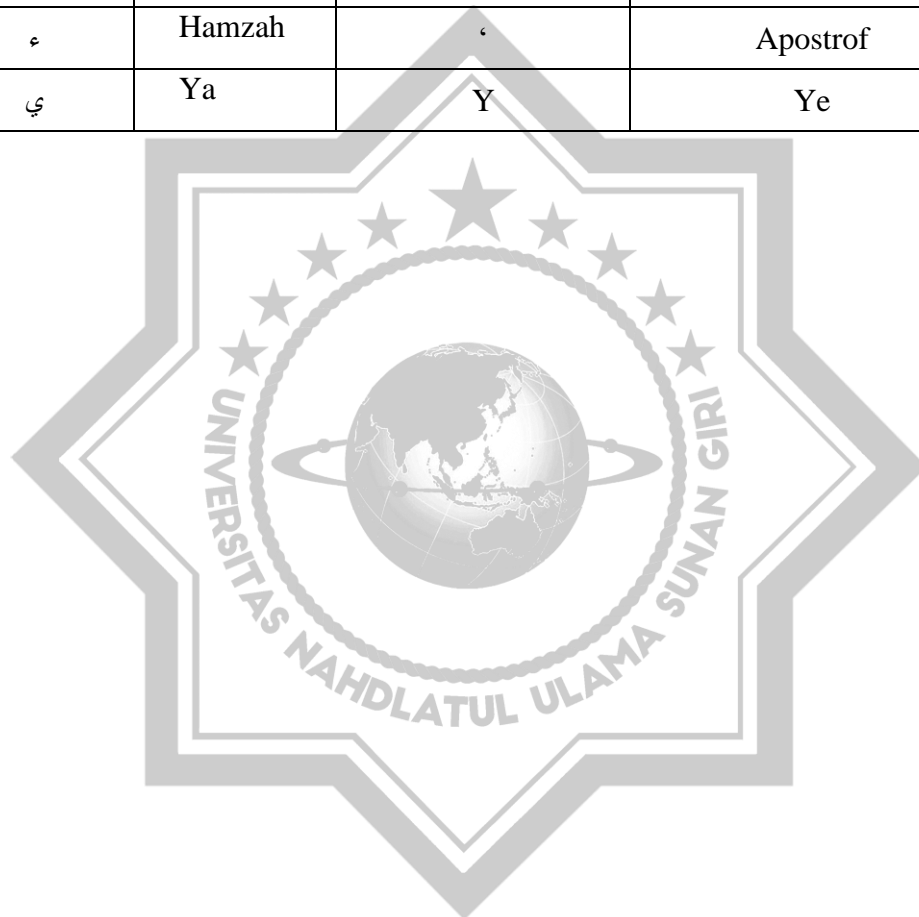 ء Hamzah ‘ Apostrof
ي Ya Y Ye
UNIVERSITAS NAHDLATUL ULAMA SUNAN GIRI